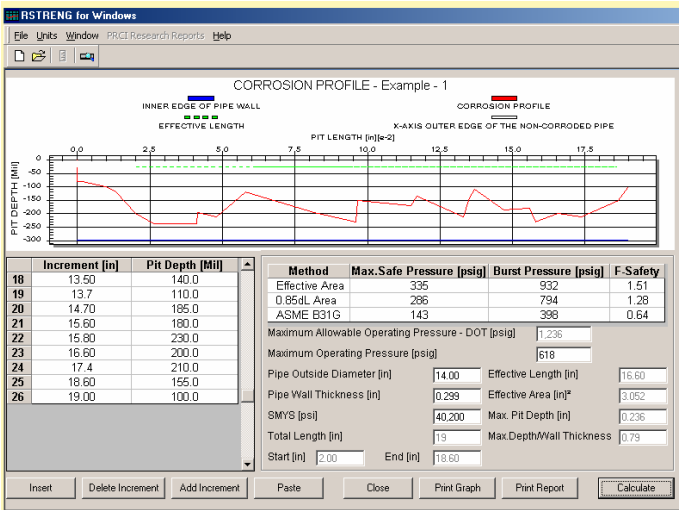 RSTRENG for Windows
File Units Window PRCI Research Reports Help
CORROSION PROFILE - Example - 1
INNER EDGE OF PIPE WALL
CORROSION PROFILE
EFFECTIVE LENGTH
X-AXIS OUTER EDGE OF THE NON-CORRODED PIPE
PIT LENGTH [in][e-2]
0,0 2,5 5,0 7,5 10,0 12,5 15,0 17,5
PIT DEPTH [Mil]
0
-50
-100
-150
-200
-250
-300
Increment [in] Pit Depth [Mil]
18 13.50 140.0
19 13.7 110.0
20 14.70 185.0
21 15.60 180.0
22 15.80 230.0
23 16.60 200.0
24 17.4 210.0
25 18.60 155.0
26 19.00 100.0
Method Max.Safe Pressure [psig] Burst Pressure [psig] F-Safety
Effective Area 335 932 1.51
0.85dL Area 286 794 1.28
ASME B31G 143 398 0.64
Maximum Allowable Operating Pressure - DOT [psig] 1,236
Maximum Operating Pressure [psig] 618
Pipe Outside Diameter [in] 14.00 Effective Length [in] 16.60
Pipe Wall Thickness [in] 0.299 Effective Area [in]² 3.052
SMYS [psi] 40,200 Max. Pit Depth [in] 0.236
Total Length [in] 19 Max.Depth/Wall Thickness 0.79
Start [in] 2.00 End [in] 18.60
Insert Delete Increment Add Increment Paste Close Print Graph Print Report Calculate